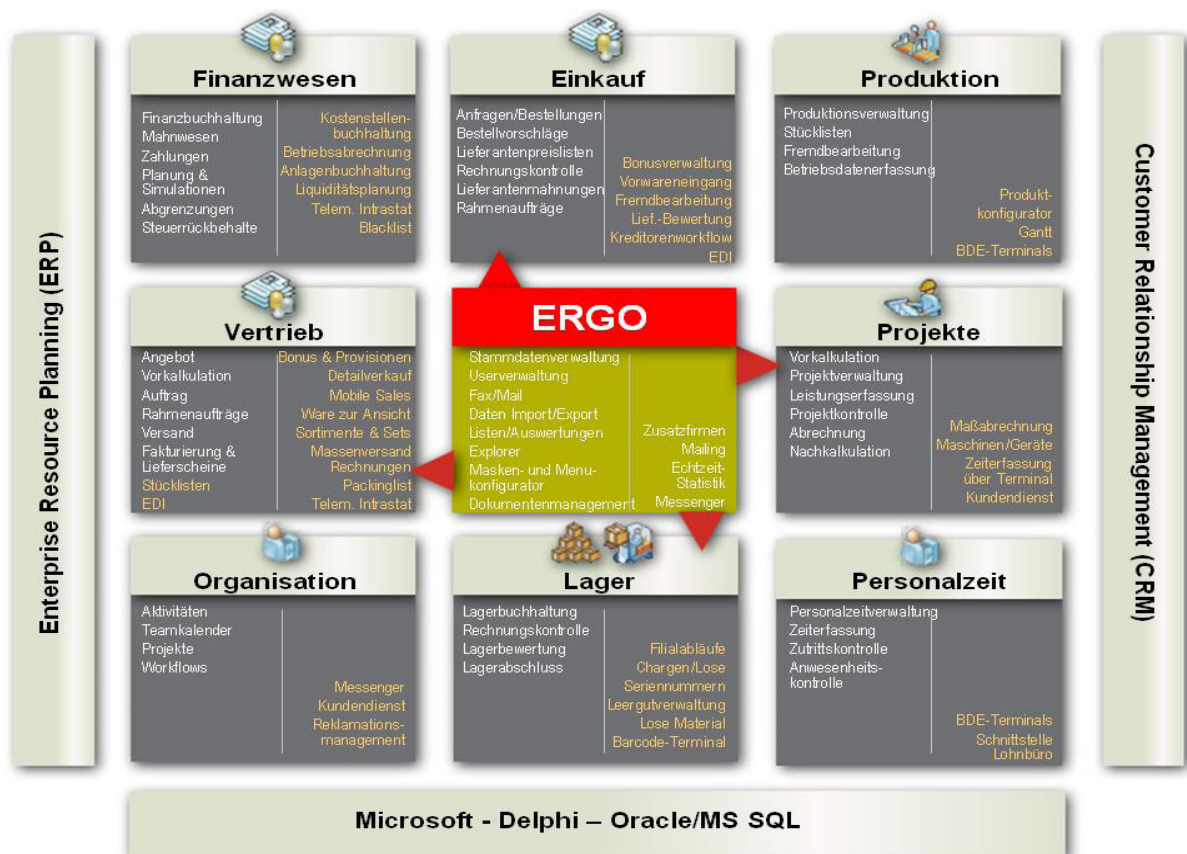 Enterprise Resource Planning (ERP)
Finanzwesen
Finanzbuchhaltung
Mahnwesen
Zahlungen
Planung &
Simulationen
Abgrenzungen
Steuerrückbehalte
Kostenstellen-
buchhaltung
Betriebsabrechnung
Anlagenbuchhaltung
Liquiditätsplanung
Telem. Intrastat
Blacklist
Einkauf
Anfragen/Bestellungen
Bestellvorschläge
Lieferantenpreislisten
Rechnungskontrolle
Lieferantenmahnungen
Rahmenaufträge
Bonusverwaltung
Vorwareneingang
Fremdbearbeitung
Lief.-Bewertung
Kreditorenworkflow
EDI
Produktion
Produktionsverwaltung
Stücklisten
Fremdbearbeitung
Betriebsdatenerfassung
Produkt-
konfigurator
Gantt
BDE-Terminals
Vertrieb
Angebot
Vorkalkulation
Auftrag
Rahmenaufträge
Versand
Fakturierung &
Lieferscheine
Stücklisten
EDI
Bonus & Provisionen
Detailverkauf
Mobile Sales
Ware zur Ansicht
Sortimente & Sets
Massenversand
Rechnungen
Packinglist
Telem. Intrastat
ERGO
Stammdatenverwaltung
Userverwaltung
Fax/Mail
Daten Import/Export
Listen/Auswertungen
Explorer
Masken- und Menu-
konfigurator
Dokumentenmanagement
Zusatzfirmen
Mailing
Echtzeit-
Statistik
Messenger
Projekte
Vorkalkulation
Projektverwaltung
Leistungserfassung
Projektkontrolle
Abrechnung
Nachkalkulation
Maßabrechnung
Maschinen/Geräte
Zeiterfassung
über Terminal
Kundendienst
Organisation
Aktivitäten
Teamkalender
Projekte
Workflows
Messenger
Kundendienst
Reklamations-
management
Lager
Lagerbuchhaltung
Rechnungskontrolle
Lagerbewertung
Lagerabschluss
Filialabläufe
Chargen/Lose
Seriennummern
Leergutverwaltung
Lose Material
Barcode-Terminal
Personalzeit
Personalzeitverwaltung
Zeiterfassung
Zutrittskontrolle
Anwesenheits-
kontrolle
BDE-Terminals
Schnittstelle
Lohnbüro
Customer Relationship Management (CRM)
Microsoft - Delphi – Oracle/MS SQL